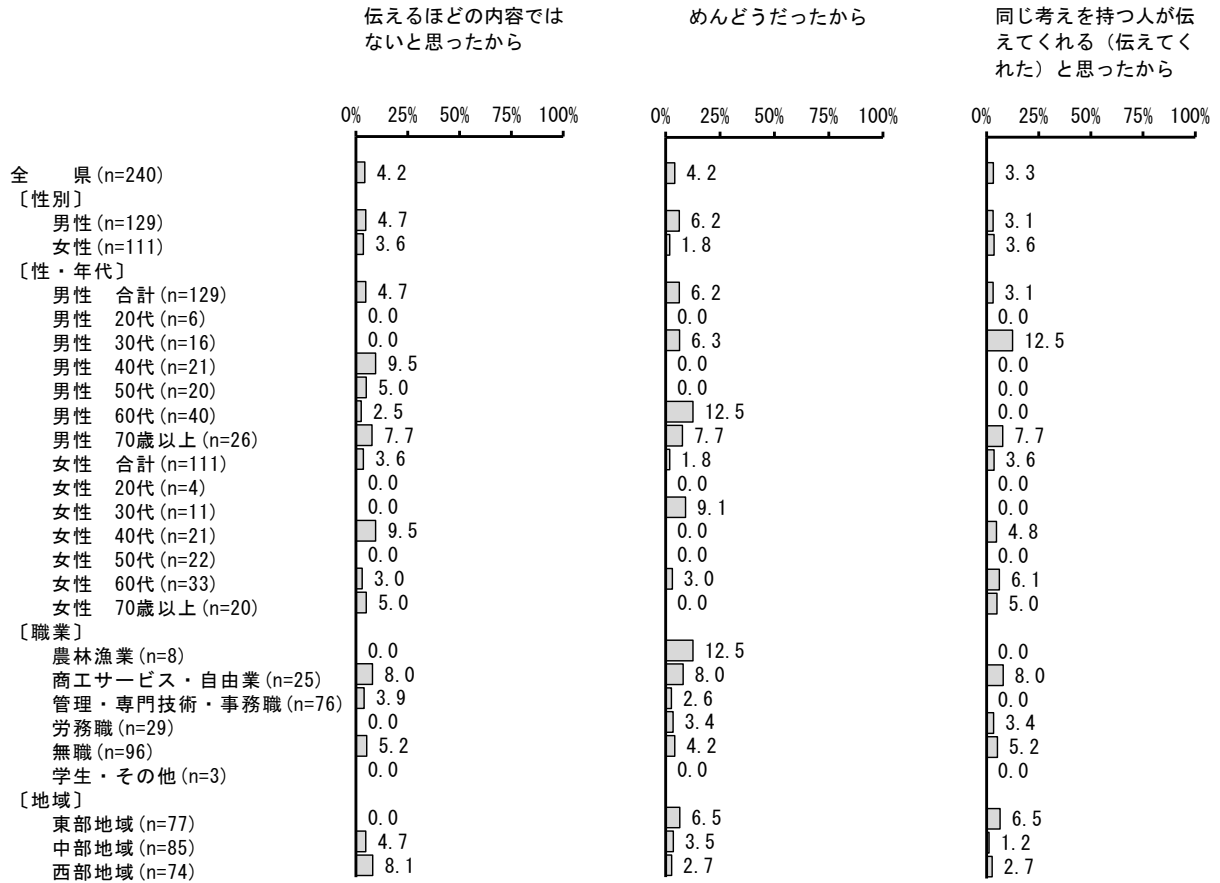 伝えるほどの内容では
ないと思ったから
めんどうだったから
同じ考えを持つ人が伝
えてくれる（伝えてく
れた）と思ったから
0% 25% 50% 75% 100% 0% 25% 50% 75% 100% 0% 25% 50% 75% 100%
全　　県(n=240) 4.2 4.2 3.3
〔性別〕
男性(n=129) 4.7 6.2 3.1
女性(n=111) 3.6 1.8 3.6
〔性・年代〕
男性　合計(n=129) 4.7 6.2 3.1
男性　20代(n=6) 0.0 0.0 0.0
男性　30代(n=16) 0.0 6.3 12.5
男性　40代(n=21) 9.5 0.0 0.0
男性　50代(n=20) 5.0 0.0 0.0
男性　60代(n=40) 2.5 12.5 0.0
男性　70歳以上(n=26) 7.7 7.7 7.7
女性　合計(n=111) 3.6 1.8 3.6
女性　20代(n=4) 0.0 0.0 0.0
女性　30代(n=11) 0.0 9.1 0.0
女性　40代(n=21) 9.5 0.0 4.8
女性　50代(n=22) 0.0 0.0 0.0
女性　60代(n=33) 3.0 3.0 6.1
女性　70歳以上(n=20) 5.0 0.0 5.0
〔職業〕
農林漁業(n=8) 0.0 12.5 0.0
商工サービス・自由業(n=25) 8.0 8.0 8.0
管理・専門技術・事務職(n=76) 3.9 2.6 0.0
労務職(n=29) 0.0 3.4 3.4
無職(n=96) 5.2 4.2 5.2
学生・その他(n=3) 0.0 0.0 0.0
〔地域〕
東部地域(n=77) 0.0 6.5 6.5
中部地域(n=85) 4.7 3.5 1.2
西部地域(n=74) 8.1 2.7 2.7